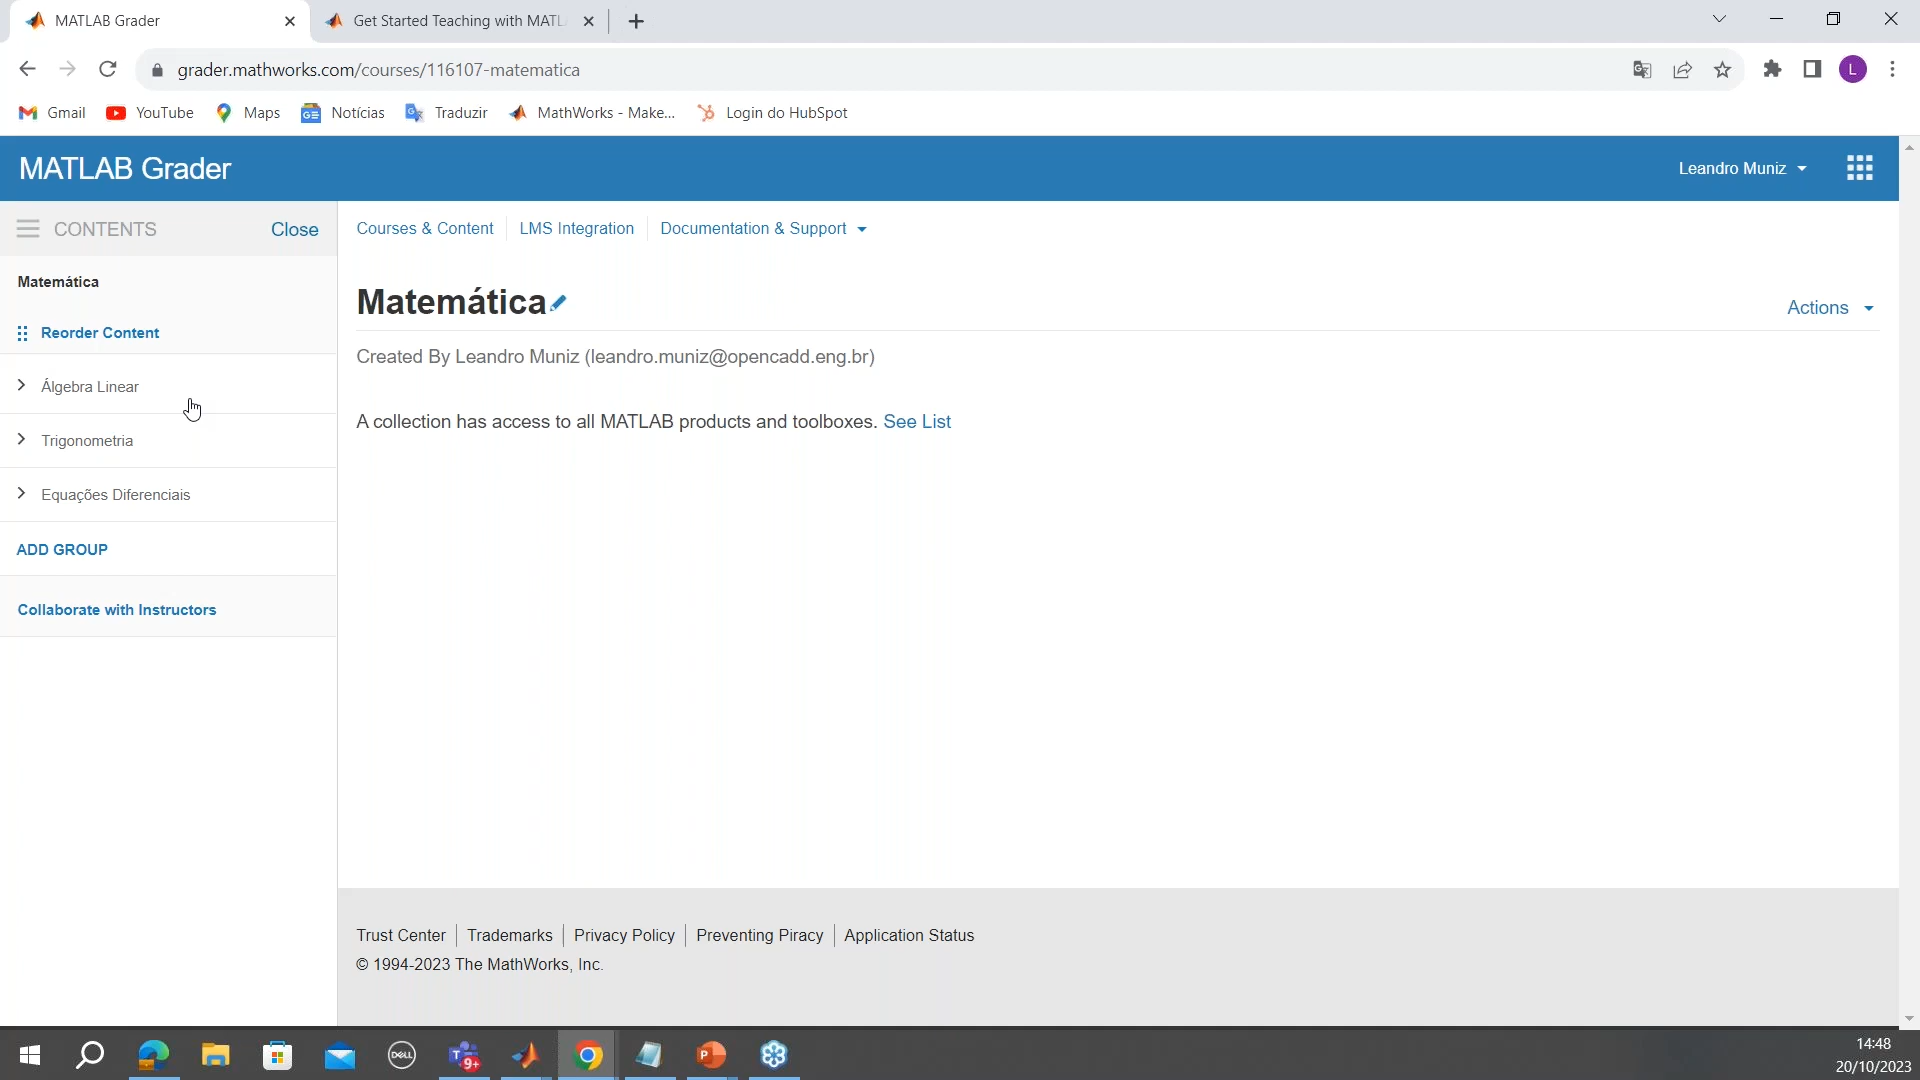 MATLAB Grader
Get Started Teaching with MATL
grader.mathworks.com/courses/116107-matematica
L
Gmail
YouTube
Maps
Notícias
Traduzir
MathWorks - Make...
Login do HubSpot
MATLAB Grader
Leandro Muniz
CONTENTS
Close
Courses & Content
LMS Integration
Documentation & Support
Matemática
Reorder Content
Álgebra Linear
Trigonometria
Equações Diferenciais
ADD GROUP
Collaborate with Instructors
Matemática
Actions
Created By Leandro Muniz (leandro.muniz@opencadd.eng.br)
A collection has access to all MATLAB products and toolboxes. See List
Trust Center
Trademarks
Privacy Policy
Preventing Piracy
Application Status
© 1994-2023 The MathWorks, Inc.
DELL
T
9+
P
14:48
20/10/2023